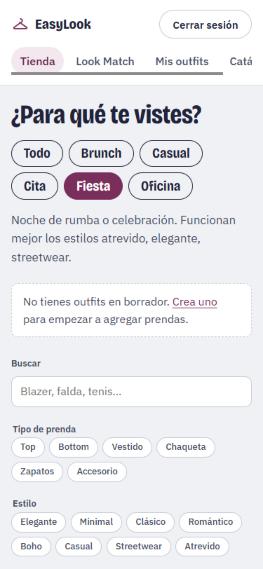 EasyLook
Cerrar sesión
Tienda Look Match Mis outfits Catá
¿Para qué te vistes?
Todo Brunch Casual
Cita Fiesta Oficina
Noche de rumba o celebración. Funcionan
mejor los estilos atrevido, elegante,
streetwear.
No tienes outfits en borrador. Crea uno
para empezar a agregar prendas.
Buscar
Blazer, falda, tenis...
Tipo de prenda
Top Bottom Vestido Chaqueta
Zapatos Accesorio
Estilo
Elegante Minimal Clásico Romántico
Boho Casual Streetwear Atrevido